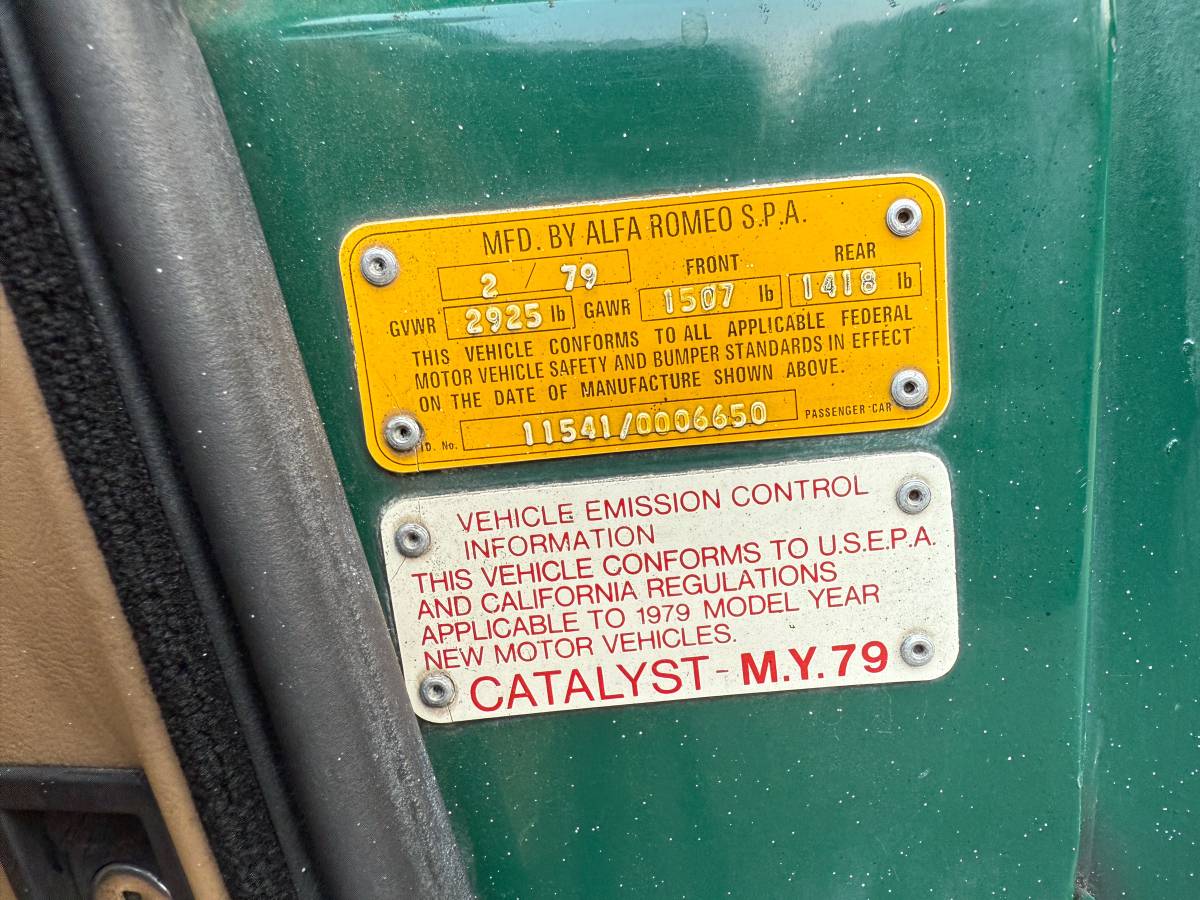 MFD. BY ALFA ROMEO S.P.A.
2 / 79 FRONT REAR
GVWR 2925 lb GAWR 1507 lb 1418 lb
THIS VEHICLE CONFORMS TO ALL APPLICABLE FEDERAL
MOTOR VEHICLE SAFETY AND BUMPER STANDARDS IN EFFECT
ON THE DATE OF MANUFACTURE SHOWN ABOVE.
ID. No. 11541/0006650 PASSENGER CAR
VEHICLE EMISSION CONTROL
INFORMATION
THIS VEHICLE CONFORMS TO U.S.E.P.A.
AND CALIFORNIA REGULATIONS
APPLICABLE TO 1979 MODEL YEAR
NEW MOTOR VEHICLES.
CATALYST - M.Y. 79